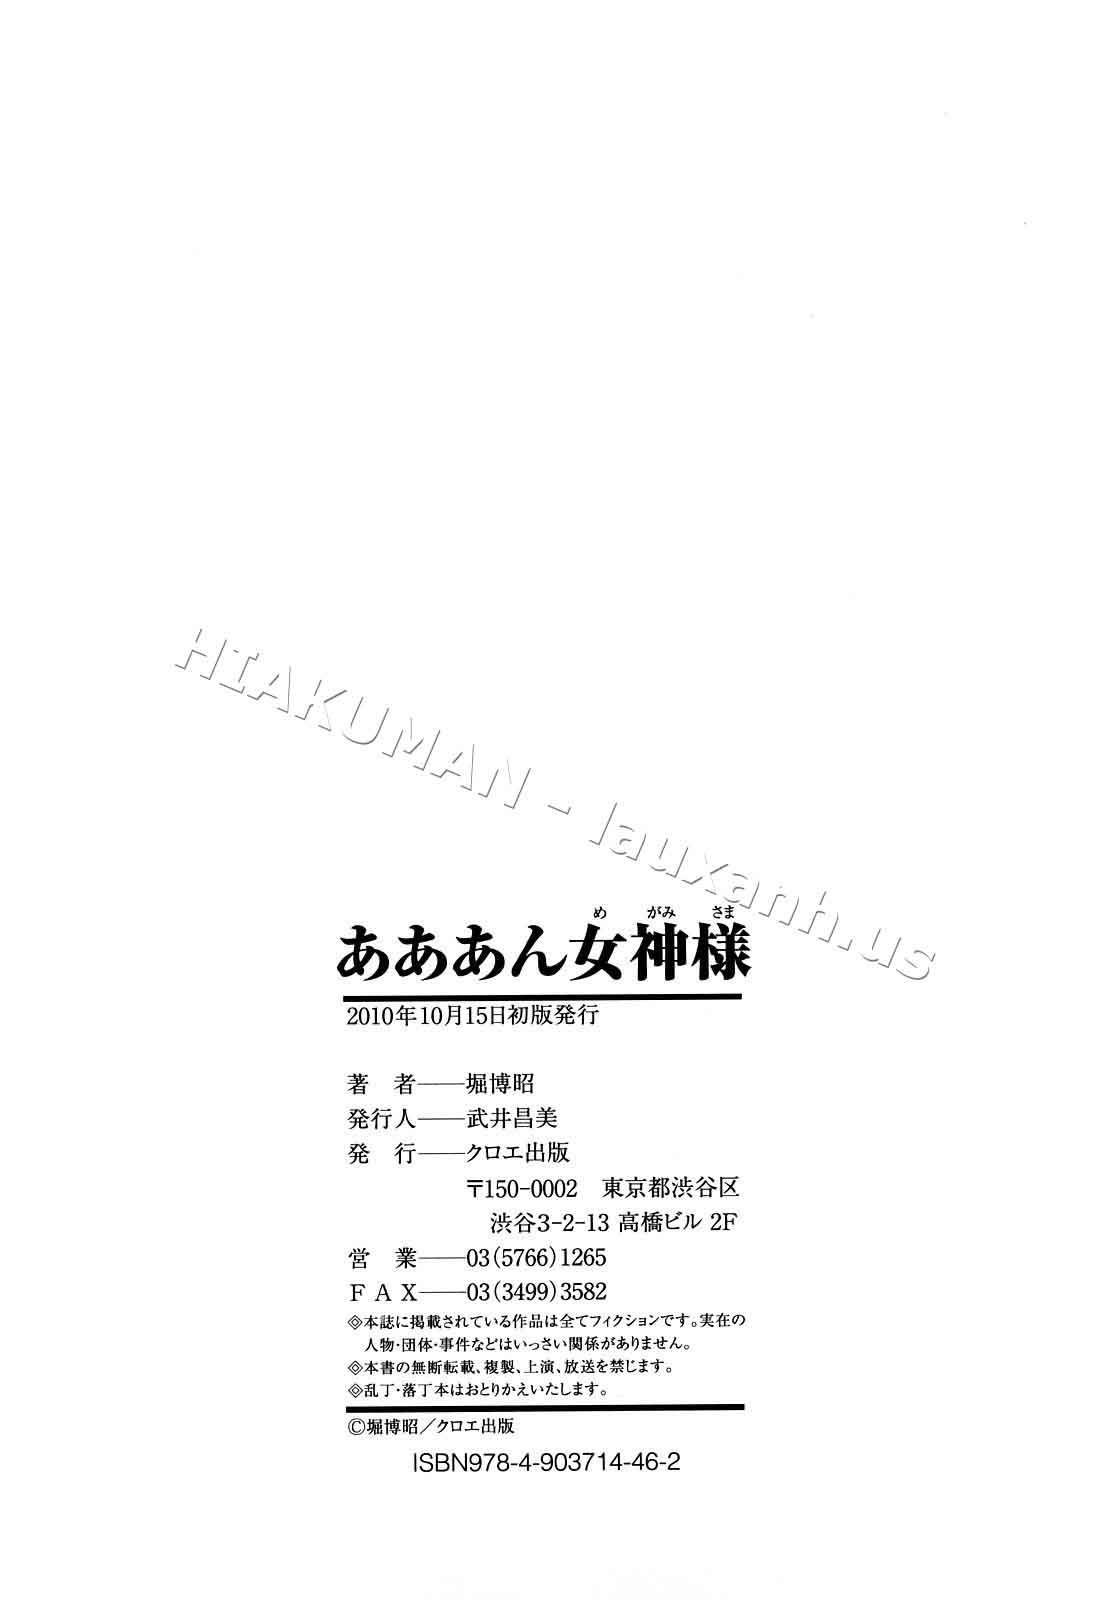 HIAKUMAN - lauxanh.us
め がみ さま
あああん女神様
2010年10月15日初版発行
著 者——堀博昭
発行人——武井昌美
発 行——クロエ出版
〒150-0002 東京都渋谷区
渋谷3-2-13 高橋ビル 2F
営 業——03(5766)1265
F A X——03(3499)3582
◎本誌に掲載されている作品は全てフィクションです。実在の
人物・団体・事件などはいっさい関係がありません。
◎本書の無断転載、複製、上演、放送を禁じます。
◎乱丁・落丁本はおとりかえいたします。
©堀博昭／クロエ出版
ISBN978-4-903714-46-2